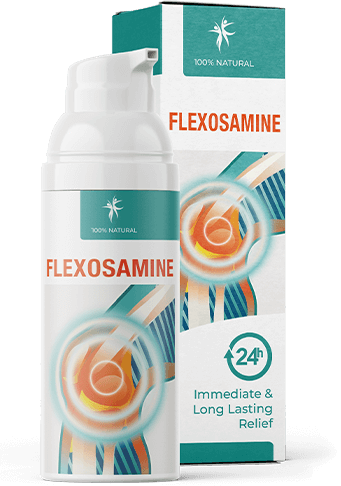 100% NATURAL
FLEXOSAMINE
24h
Immediate &
Long Lasting
Relief
100% NATURAL
FLEXOSAMINE